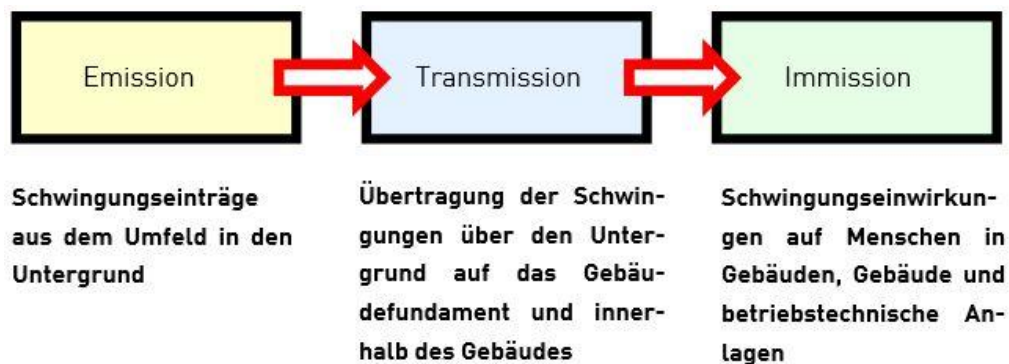 Emission
Transmission
Immission
Schwingungseinträge
aus dem Umfeld in den
Untergrund
Übertragung der Schwin-
gungen über den Unter-
grund auf das Gebäu-
defundament und inner-
halb des Gebäudes
Schwingungseinwirkun-
gen auf Menschen in
Gebäuden, Gebäude und
betriebstechnische An-
lagen